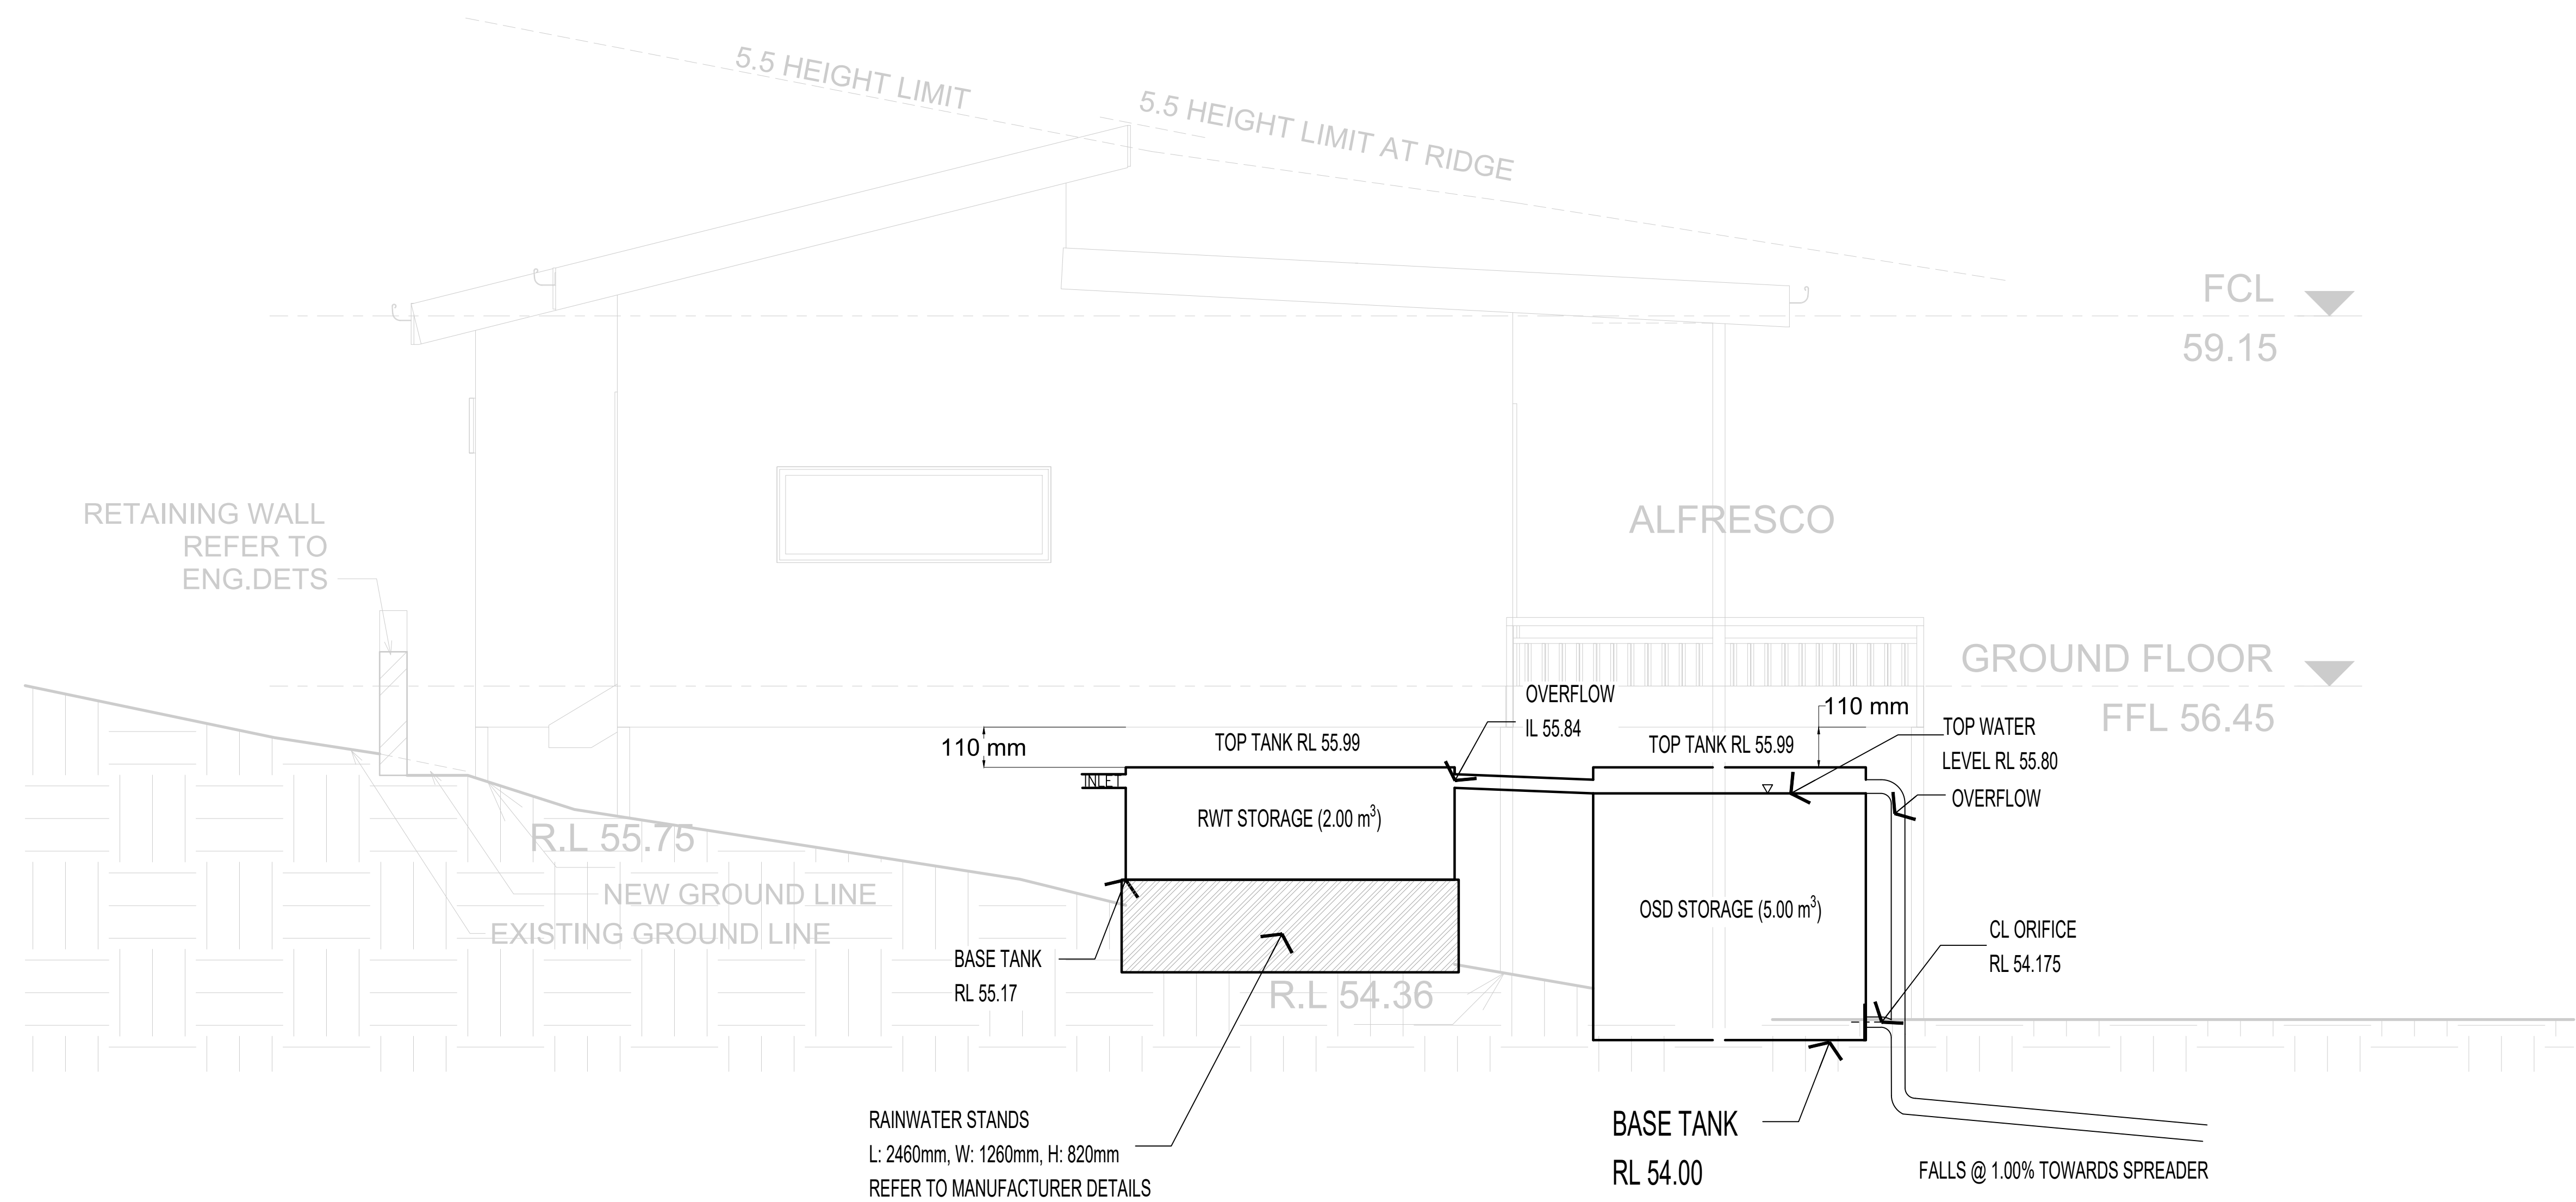 5.5 HEIGHT LIMIT
5.5 HEIGHT LIMIT AT RIDGE
FCL
59.15
RETAINING WALL
REFER TO
ENG.DETS
ALFRESCO
GROUND FLOOR
FFL 56.45
OVERFLOW
IL 55.84
110 mm
TOP WATER
LEVEL RL 55.80
110 mm
TOP TANK RL 55.99
TOP TANK RL 55.99
INLET
OVERFLOW
RWT STORAGE (2.00 m³)
R.L 55.75
NEW GROUND LINE
EXISTING GROUND LINE
OSD STORAGE (5.00 m³)
CL ORIFICE
RL 54.175
BASE TANK
RL 55.17
R.L 54.36
RAINWATER STANDS
L: 2460mm, W: 1260mm, H: 820mm
REFER TO MANUFACTURER DETAILS
BASE TANK
RL 54.00
FALLS @ 1.00% TOWARDS SPREADER